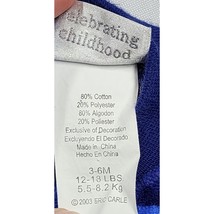 celebrating
childhood
80% Cotton
20% Polyester
80% Algodon
20% Poliester
Exclusive of Decoration
Excluyendo El Decorado
Made In China
Hecho En China
3-6M
12-18 LBS
5.5-8.2 Kg
© 2003 ERIC CARLE